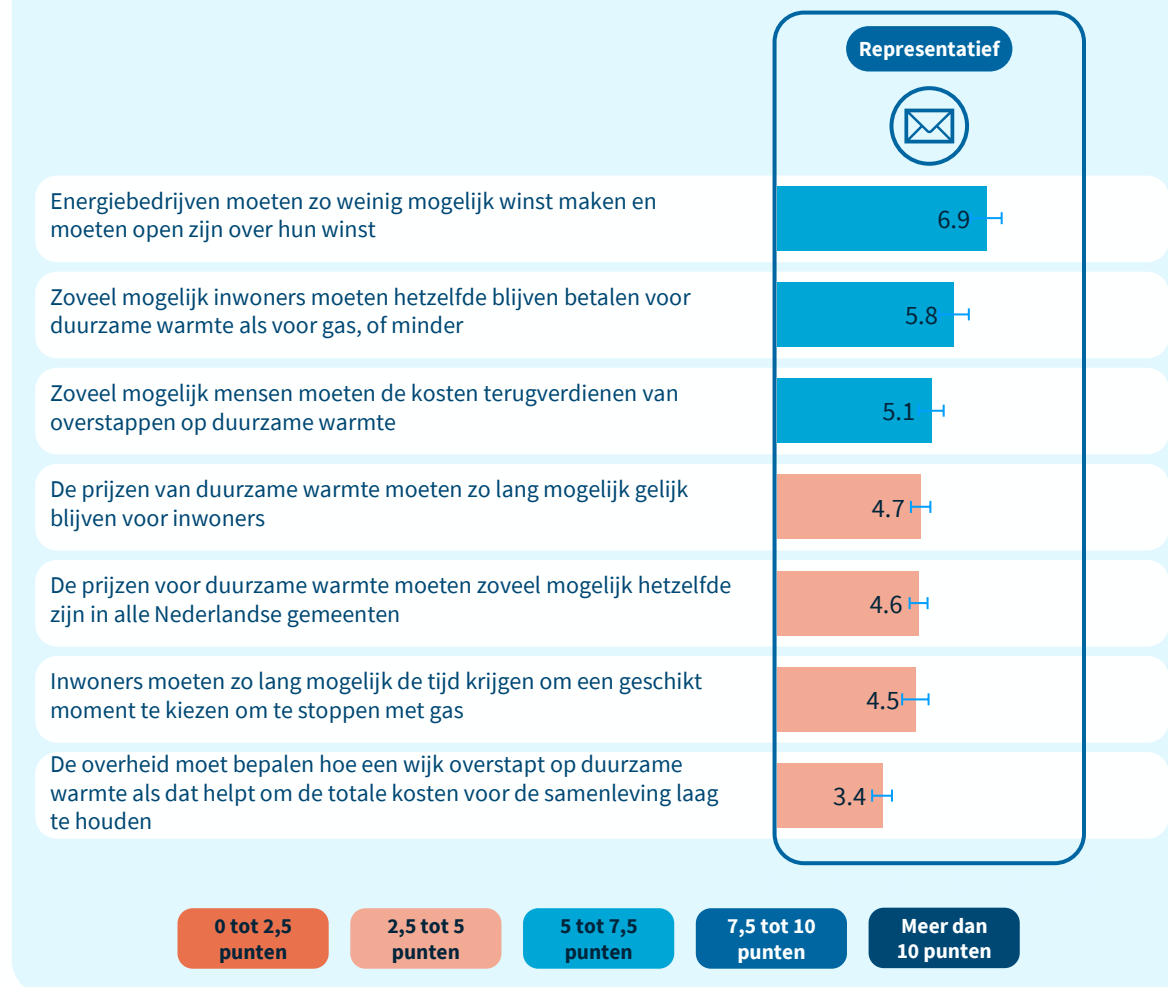 Representatief
Energiebedrijven moeten zo weinig mogelijk winst maken en
moeten open zijn over hun winst
6.9
Zoveel mogelijk inwoners moeten hetzelfde blijven betalen voor
duurzame warmte als voor gas, of minder
5.8
Zoveel mogelijk mensen moeten de kosten terugverdienen van
overstappen op duurzame warmte
5.1
De prijzen van duurzame warmte moeten zo lang mogelijk gelijk
blijven voor inwoners
4.7
De prijzen voor duurzame warmte moeten zoveel mogelijk hetzelfde
zijn in alle Nederlandse gemeenten
4.6
Inwoners moeten zo lang mogelijk de tijd krijgen om een geschikt
moment te kiezen om te stoppen met gas
4.5
De overheid moet bepalen hoe een wijk overstapt op duurzame
warmte als dat helpt om de totale kosten voor de samenleving laag
te houden
3.4
0 tot 2,5
punten
2,5 tot 5
punten
5 tot 7,5
punten
7,5 tot 10
punten
Meer dan
10 punten